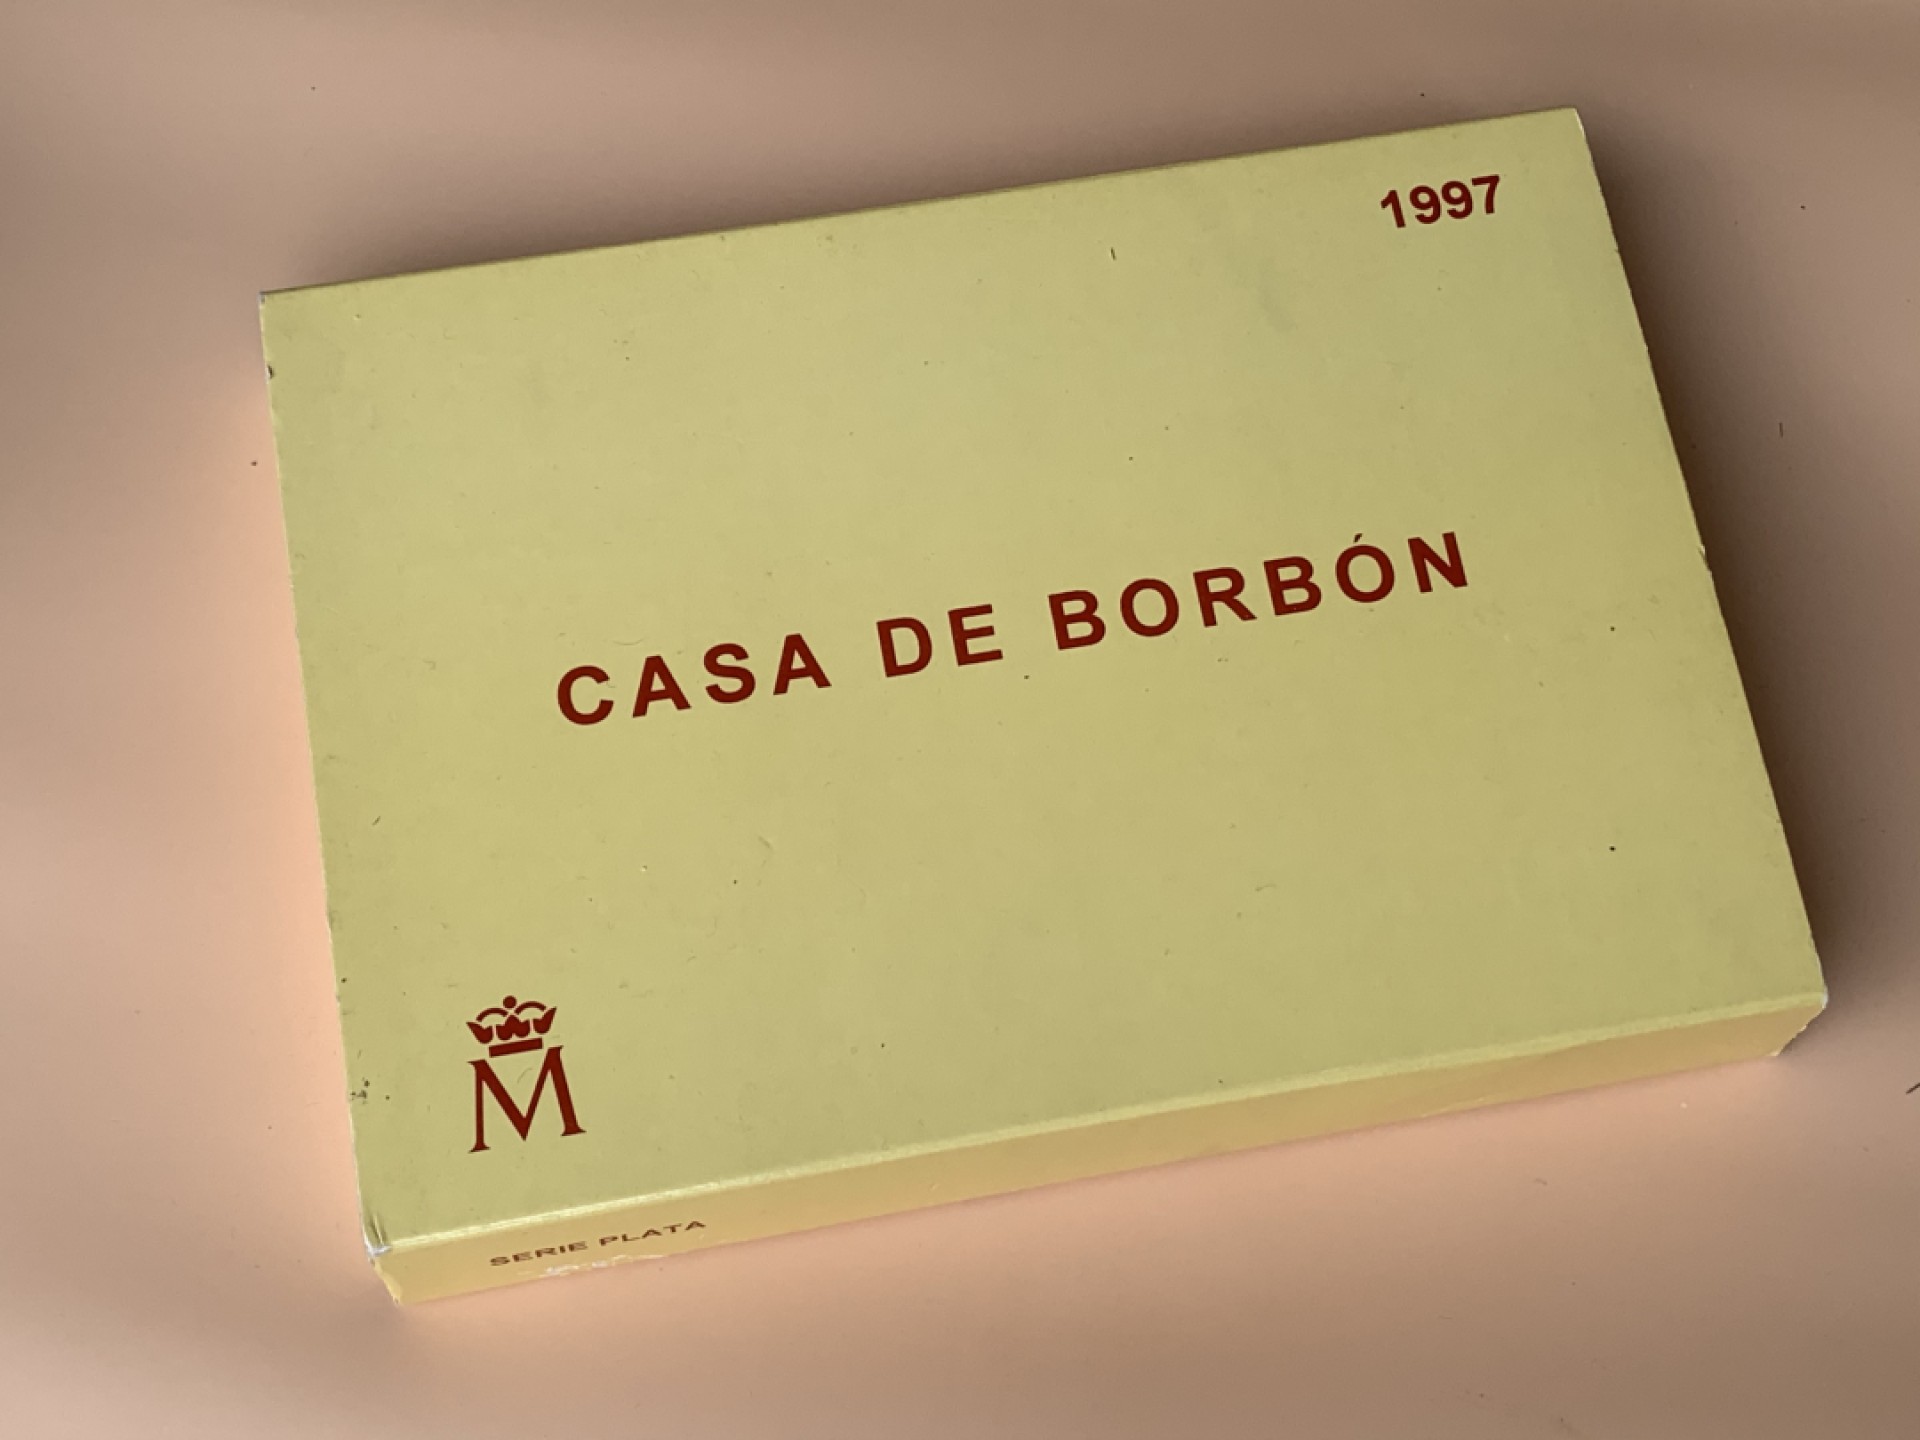 1997
CASA DE BORBÓN
M
SERIE PLATA